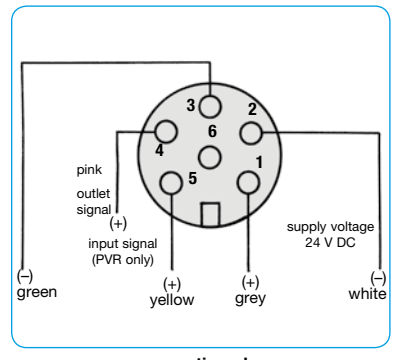 3
2
6
4
1
5
pink
outlet
signal
(+)
input signal
(PVR only)
supply voltage
24 V DC
(–)
green
(+)
yellow
(+)
grey
(–)
white